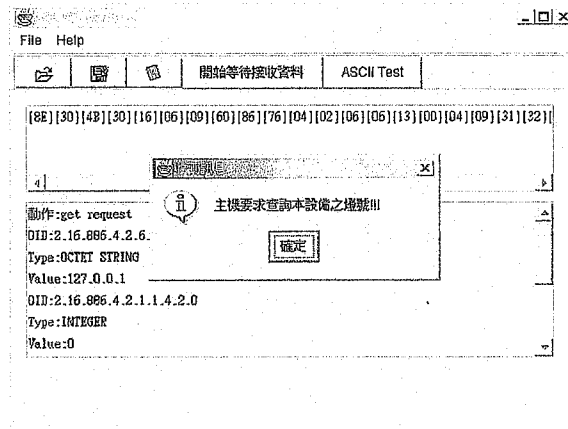 File Help
開始等待接收資料 ASCII Test
[8E][30][4B][30][16][06][09][60][86][76][04][02][06][05][13][00][04][09][31][32][
主機要求查詢本設備之燈號!!!
確定
動作:get request
OID:2.16.886.4.2.6.
Type:OCTET STRING
Value:127.0.0.1
OID:2.16.886.4.2.1.1.4.2.0
Type:INTEGER
Value:0